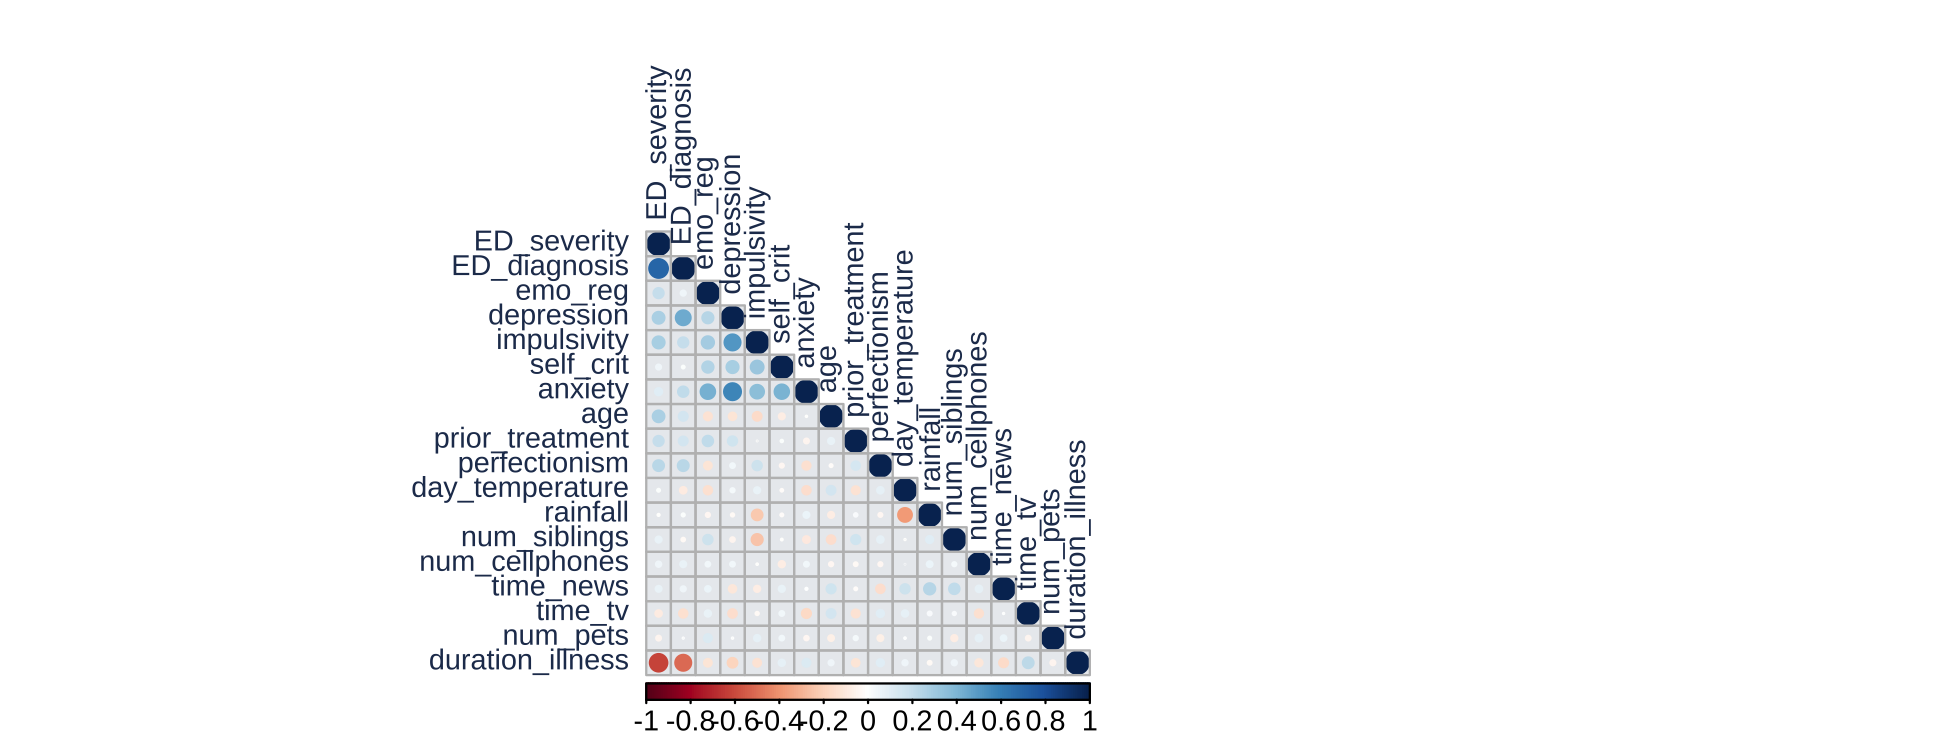 ED_severity
ED_diagnosis
emo_reg
depression
impulsivity
self_crit
anxiety
age
prior_treatment
perfectionism
day_temperature
rainfall
num_siblings
num_cellphones
time_news
time_tv
num_pets
duration_illness
ED_severity
ED_diagnosis
emo_reg
depression
impulsivity
self_crit
anxiety
age
prior_treatment
perfectionism
day_temperature
rainfall
num_siblings
num_cellphones
time_news
time_tv
num_pets
duration_illness
-1 -0.8 -0.6 -0.4 -0.2 0 0.2 0.4 0.6 0.8 1